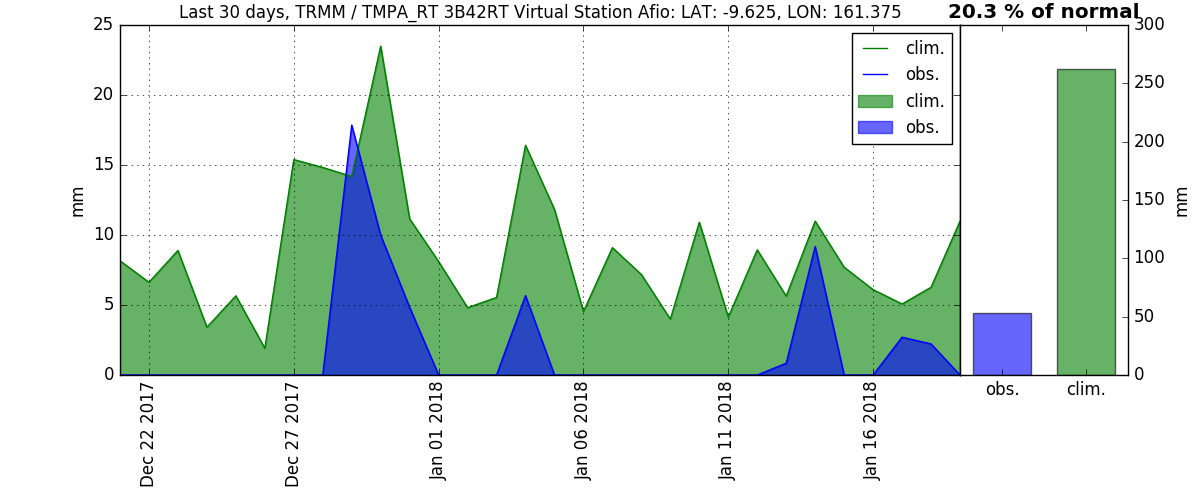 Last 30 days, TRMM / TMPA_RT 3B42RT Virtual Station Afio: LAT: -9.625, LON: 161.375
20.3 % of normal
25
20
15
10
5
0
mm
clim.
obs.
clim.
obs.
Dec 22 2017
Dec 27 2017
Jan 01 2018
Jan 06 2018
Jan 11 2018
Jan 16 2018
300
250
200
150
100
50
0
mm
obs.
clim.